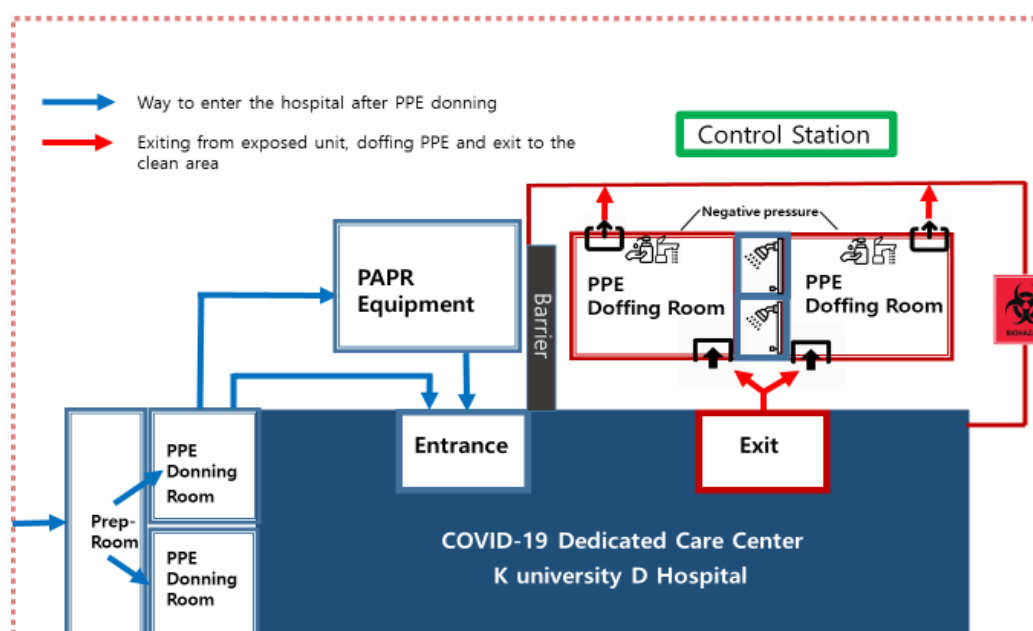 Way to enter the hospital after PPE donning
Exiting from exposed unit, doffing PPE and exit to the
clean area
Control Station
Negative pressure
PAPR
Equipment
Barrier
PPE
Doffing Room
PPE
Doffing Room
PPE
Donning
Room
Entrance
Exit
Prep-
Room
PPE
Donning
Room
COVID-19 Dedicated Care Center
K university D Hospital